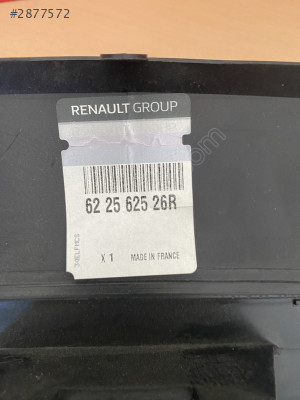 #2877572
RENAULT GROUP
62 25 625 26R
X 1 MADE IN FRANCE